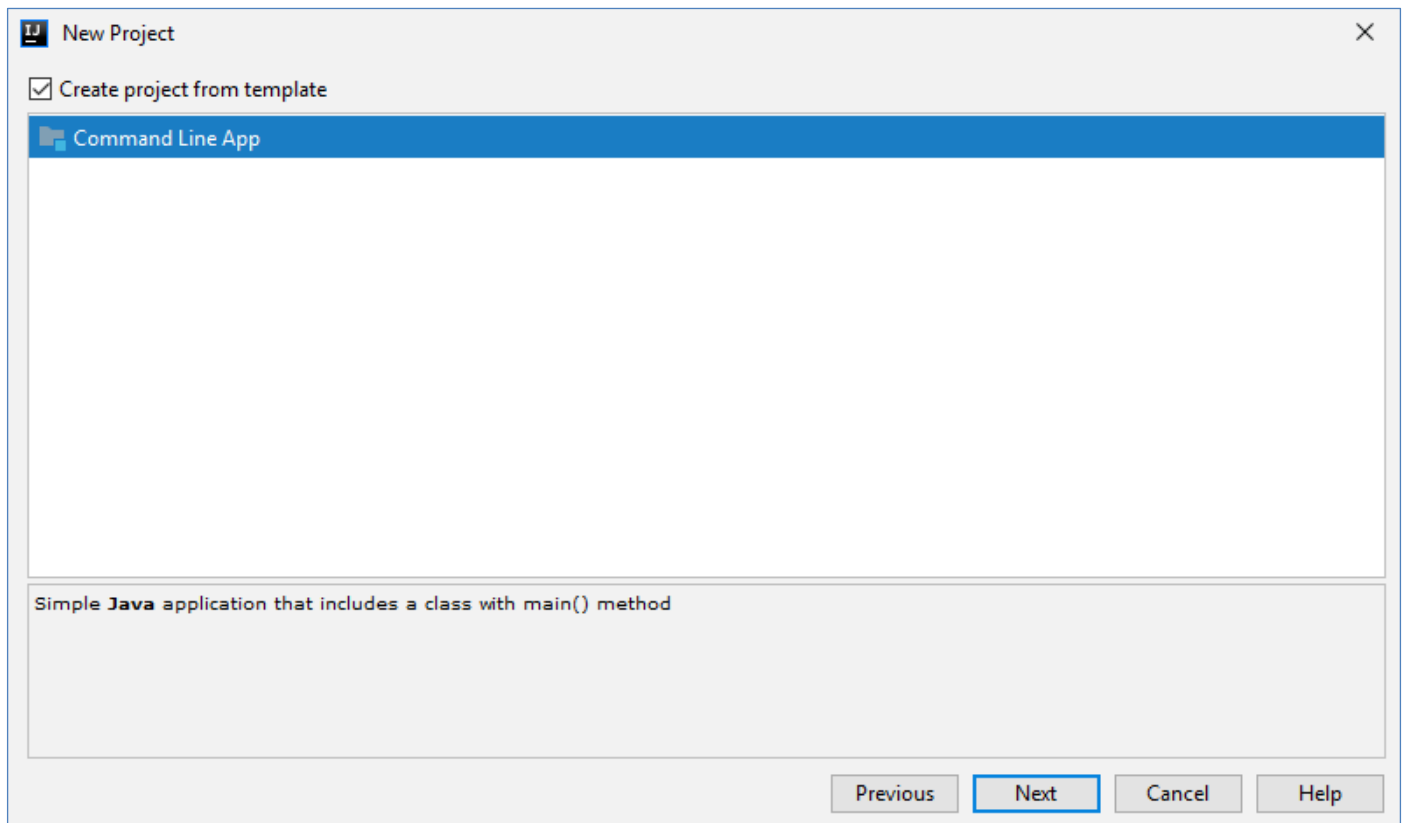 IJ New Project
Create project from template
Command Line App
Simple Java application that includes a class with main() method
Previous Next Cancel Help